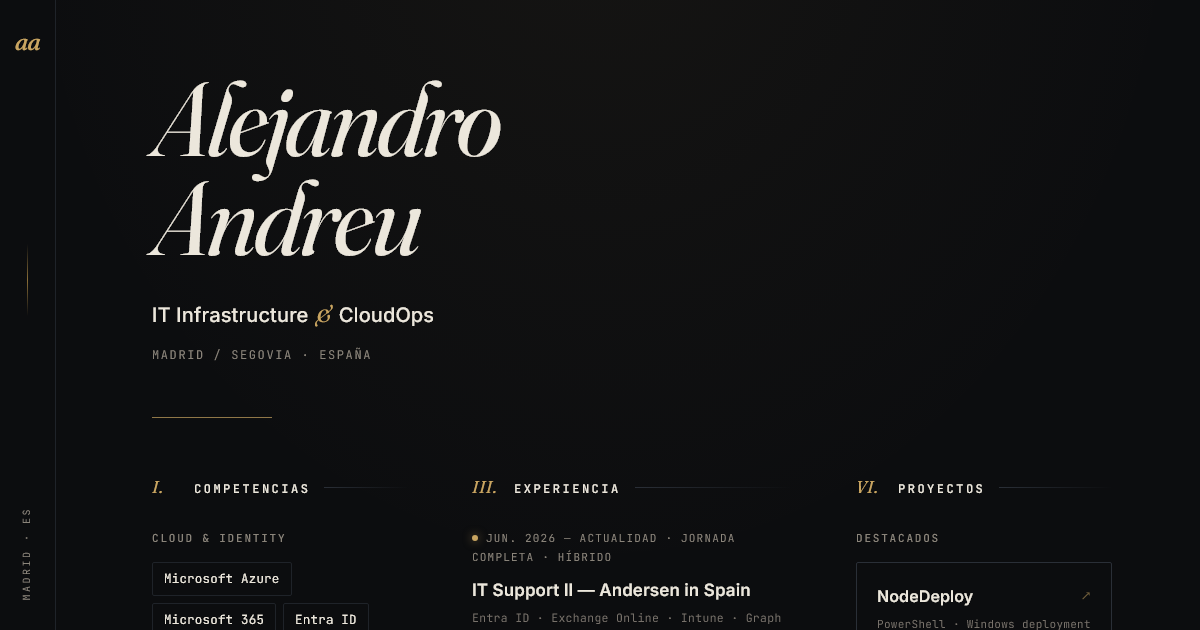 aa
MADRID · ES
Alejandro
Andreu
IT Infrastructure & CloudOps
MADRID / SEGOVIA · ESPAÑA
I. COMPETENCIAS
CLOUD & IDENTITY
Microsoft Azure
Microsoft 365
Entra ID
III. EXPERIENCIA
JUN. 2026 — ACTUALIDAD · JORNADA
COMPLETA · HÍBRIDO
IT Support II — Andersen in Spain
Entra ID · Exchange Online · Intune · Graph
VI. PROYECTOS
DESTACADOS
NodeDeploy ↗
PowerShell · Windows deployment